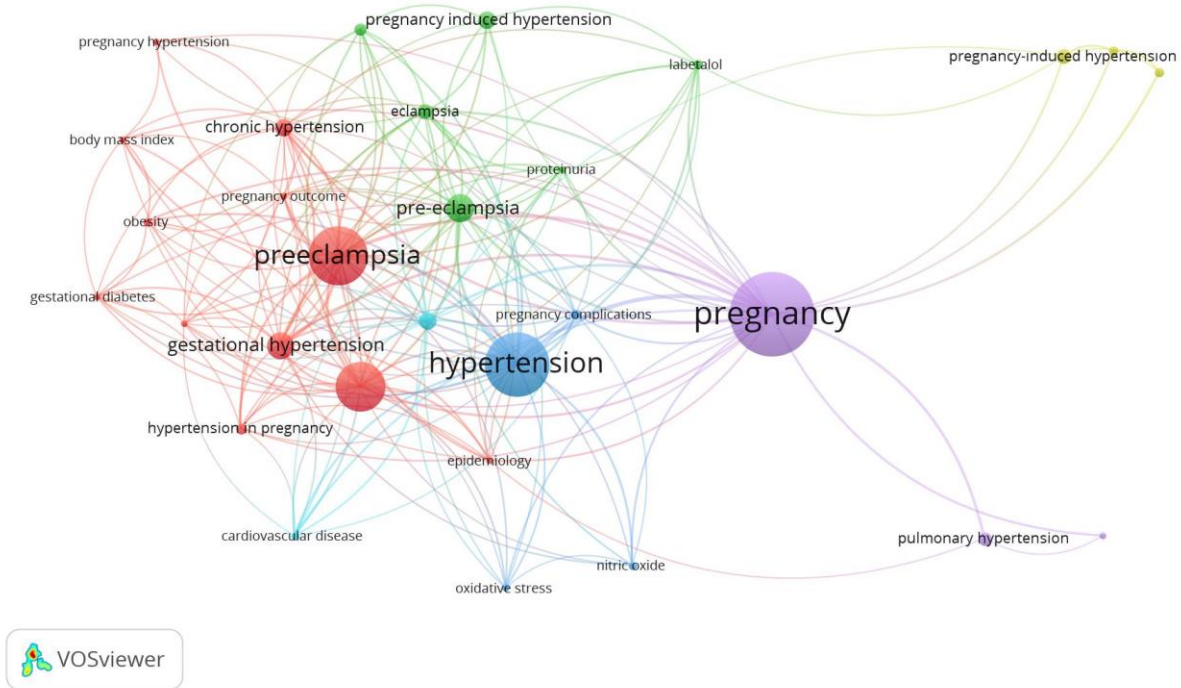 pregnancy induced hypertension
pregnancy hypertension
pregnancy-induced hypertension
labetalol
eclampsia
chronic hypertension
body mass index
proteinuria
pregnancy outcome
pre-eclampsia
obesity
preeclampsia
gestational diabetes
pregnancy complications
pregnancy
gestational hypertension
hypertension
hypertension in pregnancy
epidemiology
cardiovascular disease
pulmonary hypertension
nitric oxide
oxidative stress
VOSviewer